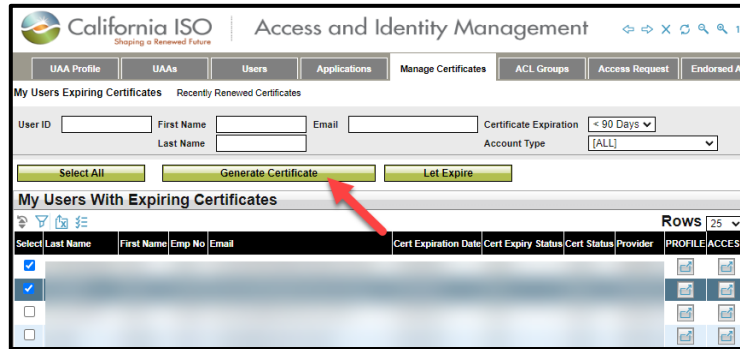 California ISO
Shaping a Renewed Future
Access and Identity Management
UAA Profile UAAs Users Applications Manage Certificates ACL Groups Access Request Endorsed A
My Users Expiring Certificates Recently Renewed Certificates
User ID First Name Email Certificate Expiration < 90 Days
Last Name Account Type [ALL]
Select All Generate Certificate Let Expire
My Users With Expiring Certificates
Rows 25
Select Last Name First Name Emp No Email Cert Expiration Date Cert Expiry Status Cert Status Provider PROFILE ACCES